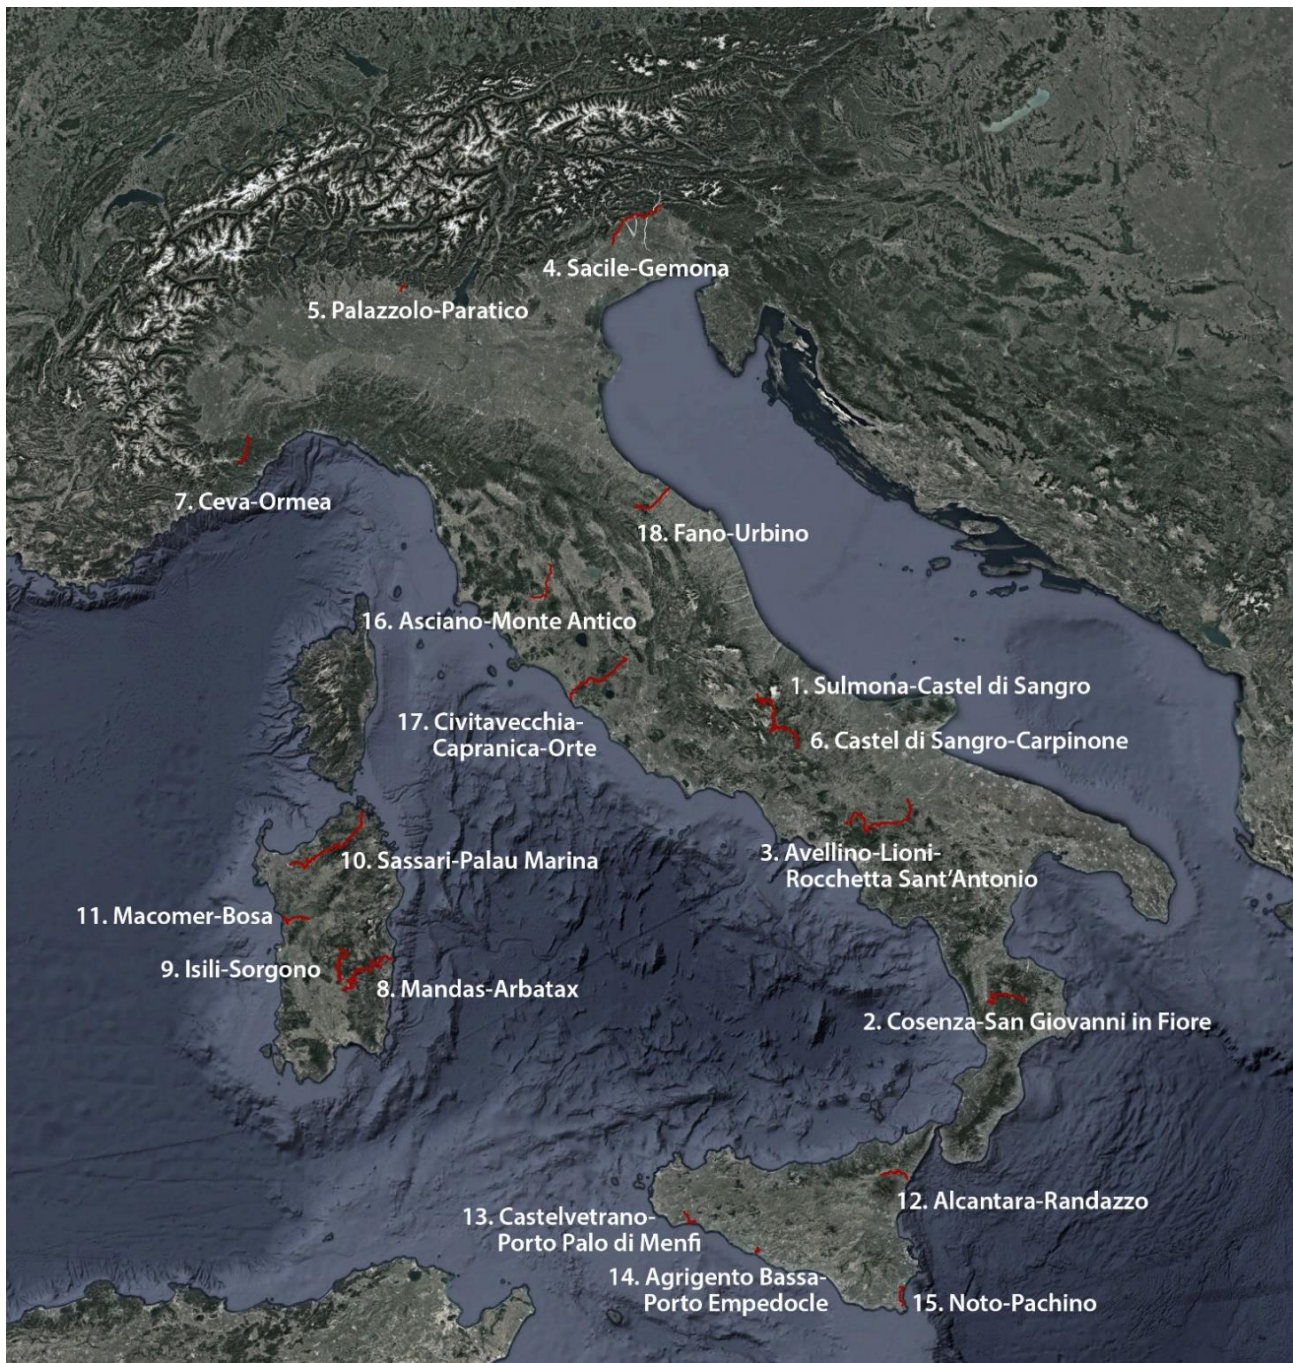 4. Sacile-Gemona
5. Palazzolo-Paratico
7. Ceva-Ormea
18. Fano-Urbino
16. Asciano-Monte Antico
1. Sulmona-Castel di Sangro
17. Civitavecchia-
Capranica-Orte
6. Castel di Sangro-Carpinone
3. Avellino-Lioni-
Rocchetta Sant'Antonio
10. Sassari-Palau Marina
11. Macomer-Bosa
9. Isili-Sorgono
8. Mandas-Arbatax
2. Cosenza-San Giovanni in Fiore
12. Alcantara-Randazzo
13. Castelvetrano-
Porto Palo di Menfi
14. Agrigento Bassa-
Porto Empedocle
15. Noto-Pachino